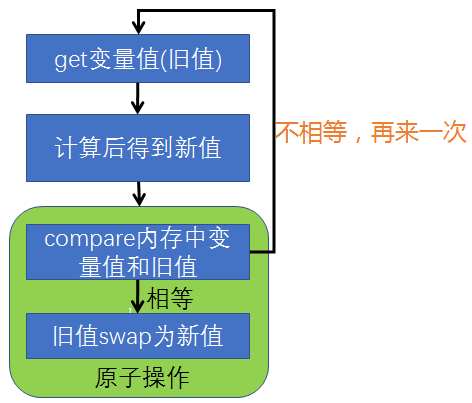 get变量值(旧值)
计算后得到新值
不相等，再来一次
compare内存中变
量值和旧值
相等
旧值swap为新值
原子操作